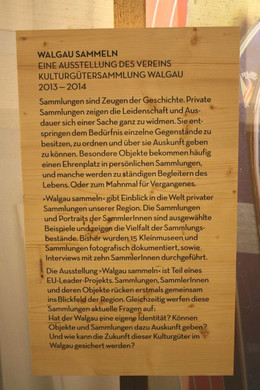 WALGAU SAMMELN
EINE AUSSTELLUNG DES VEREINS
KULTURGÜTERSAMMLUNG WALGAU
2013 – 2014
Sammlungen sind Zeugen der Geschichte. Private
Sammlungen zeigen die Leidenschaft und Aus-
dauer sich einer Sache ganz zu widmen. Sie ent-
springen dem Bedürfnis einzelne Gegenstände zu
besitzen, zu ordnen und über sie Auskunft geben
zu können. Besondere Objekte bekommen häufig
einen Ehrenplatz in persönlichen Sammlungen,
und manche werden zu ständigen Begleitern des
Lebens. Oder zum Mahnmal für Vergangenes.
»Walgau sammeln« gibt Einblick in die Welt privater
Sammlungen unserer Region. Die Sammlungen
und Portraits der SammlerInnen sind ausgewählte
Beispiele und zeigen die Vielfalt der Sammlungs-
bestände. Bisher wurden 15 Kleinmuseen und
Sammlungen fotografisch dokumentiert, sowie
Interviews mit zehn SammlerInnen durchgeführt.
Die Ausstellung »Walgau sammeln« ist Teil eines
EU-Leader-Projekts. Sammlungen, SammlerInnen
und deren Objekte rücken erstmals gemeinsam
ins Blickfeld der Region. Gleichzeitig werfen diese
Sammlungen aktuelle Fragen auf:
Hat der Walgau eine eigene Identität? Können
Objekte und Sammlungen dazu Auskunft geben?
Und wie kann die Zukunft dieser Kulturgüter im
Walgau gesichert werden?